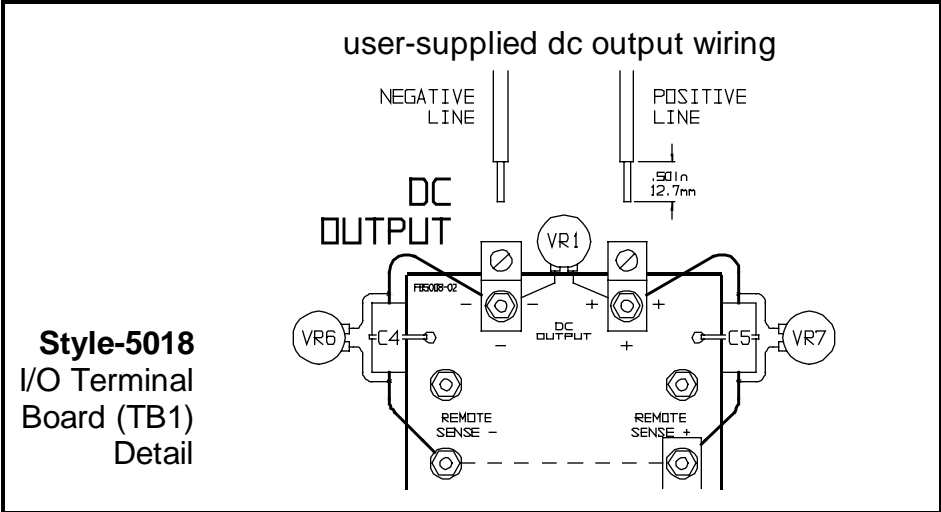 user-supplied dc output wiring
NEGATIVE
LINE
POSITIVE
LINE
.50In
12.7mm
DC
OUTPUT
VR1
FB5008-02
- - + +
DC
OUTPUT
- +
VR6
C4
C5
VR7
Style-5018
I/O Terminal
Board (TB1)
Detail
REMOTE
SENSE -
REMOTE
SENSE +